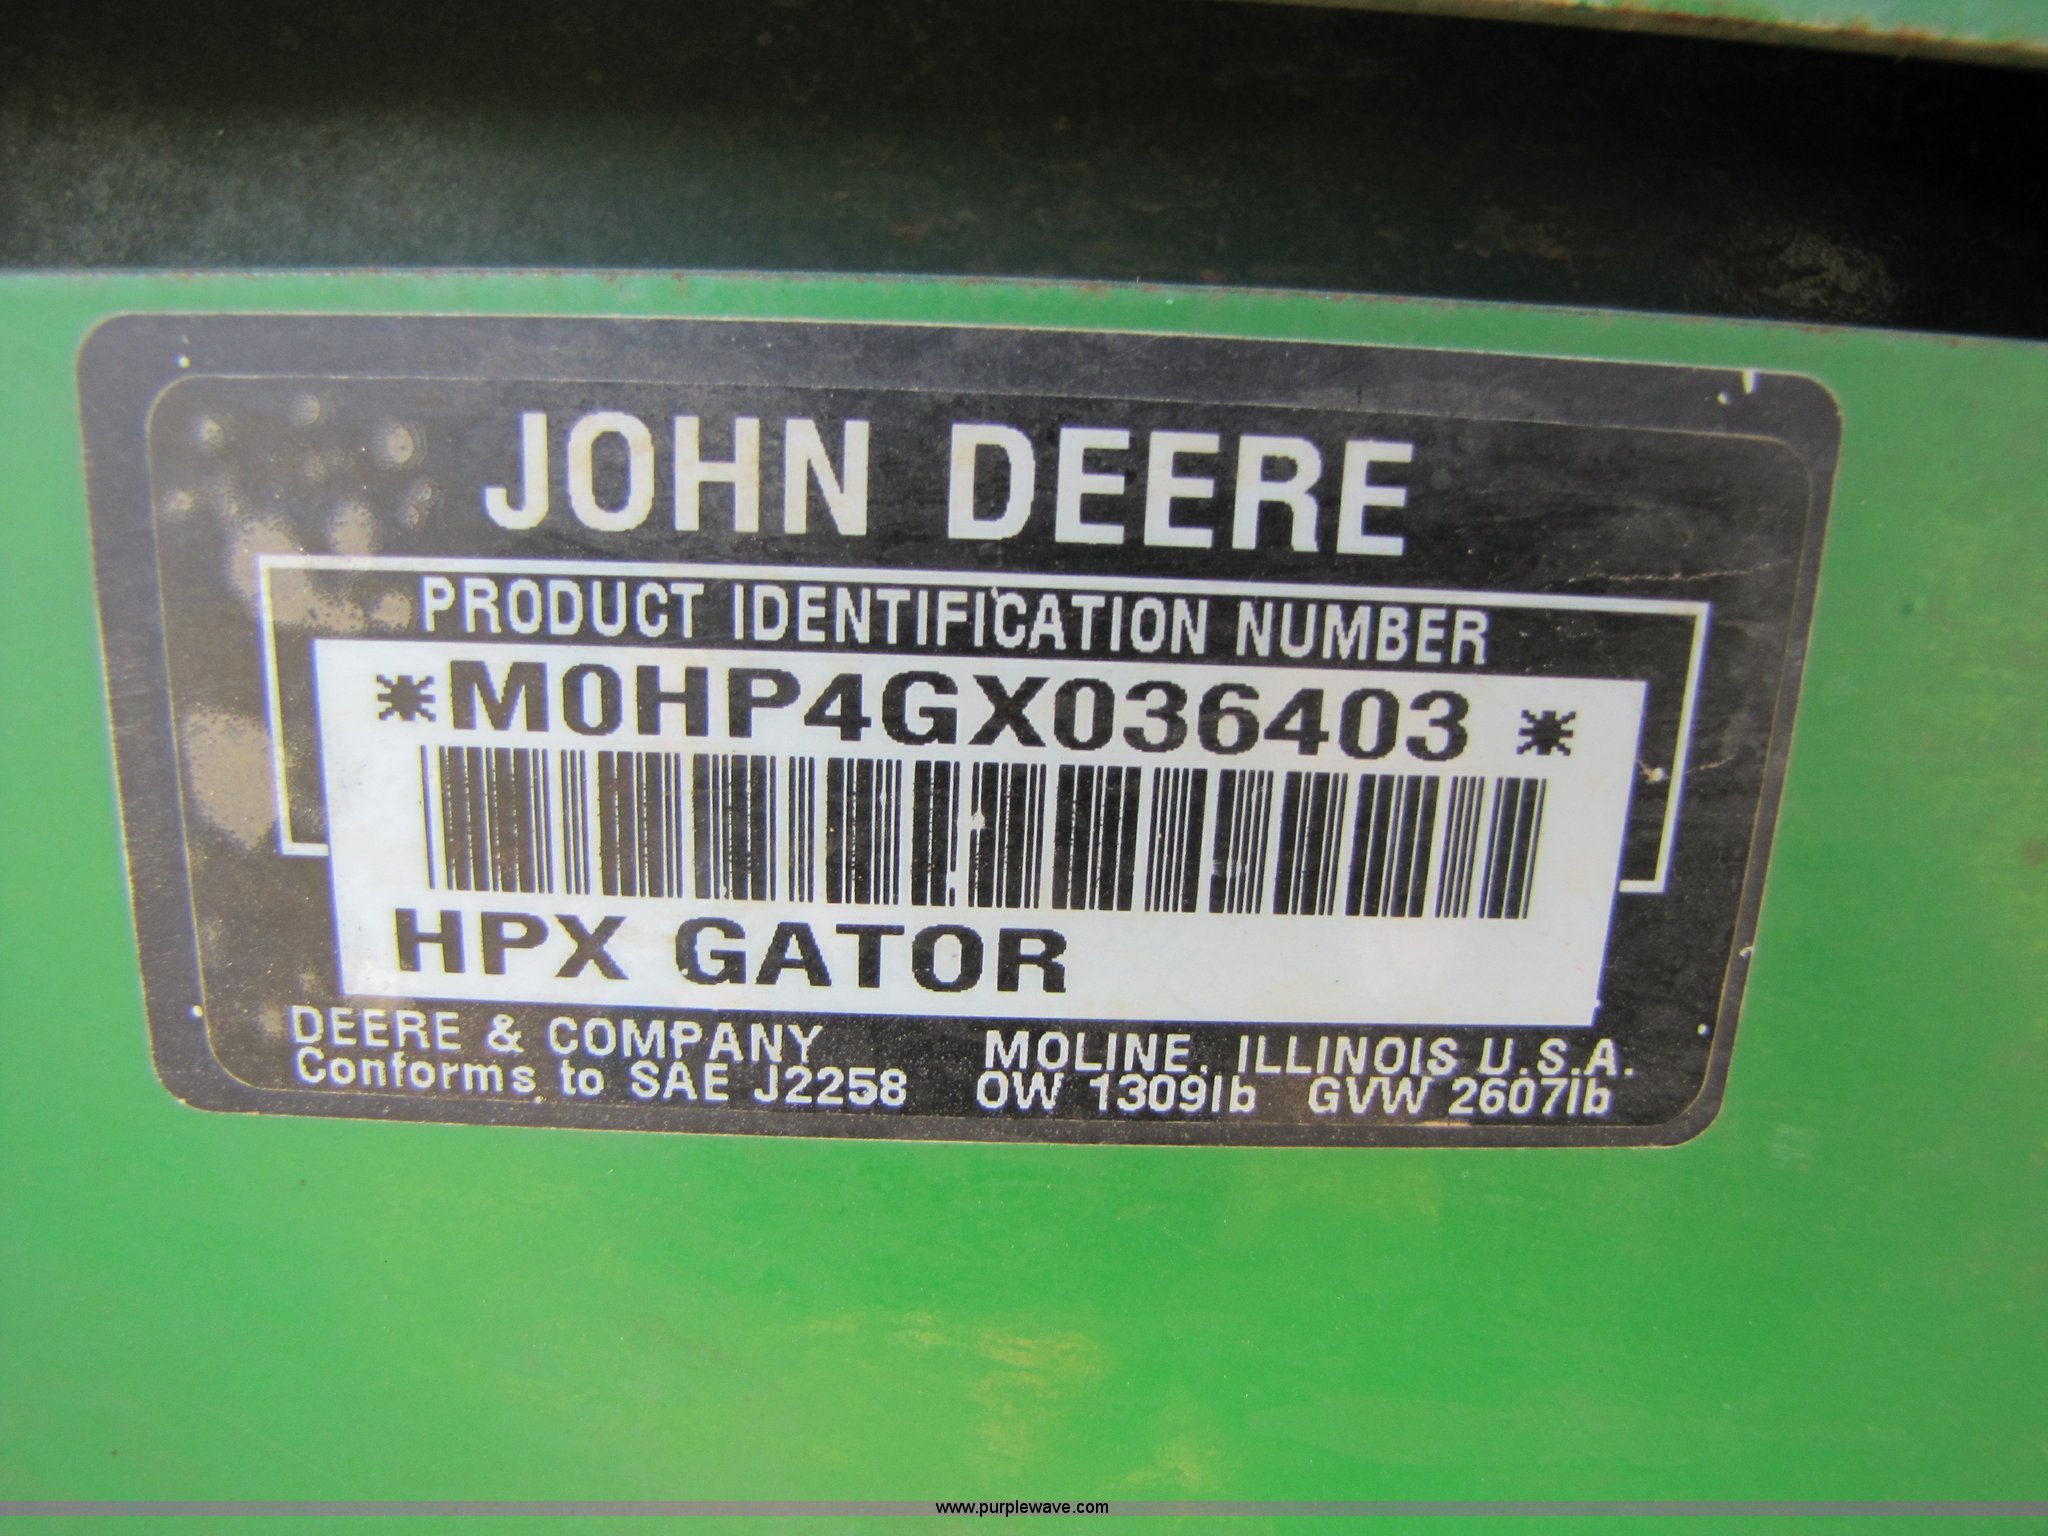 JOHN DEERE
PRODUCT IDENTIFICATION NUMBER
*M0HP4GX036403*
HPX GATOR
DEERE & COMPANY MOLINE, ILLINOIS U.S.A.
Conforms to SAE J2258 OW 1309lb GVW 2607lb
www.purplewave.com